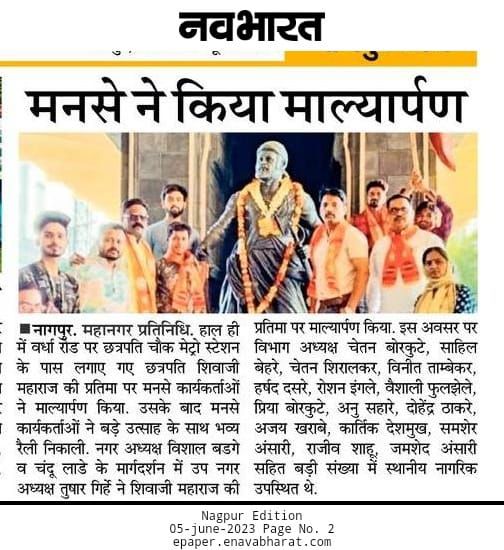 नवभारत
मनसे ने किया माल्यार्पण
■नागपुर. महानगर प्रतिनिधि. हाल ही
में वर्धा रोड पर छत्रपति चौक मेट्रो स्टेशन
के पास लगाए गए छत्रपति शिवाजी
महाराज की प्रतिमा पर मनसे कार्यकर्ताओं
ने माल्यार्पण किया. उसके बाद मनसे
कार्यकर्ताओं ने बड़े उत्साह के साथ भव्य
रैली निकाली. नगर अध्यक्ष विशाल बडगे
व चंदू लाडे के मार्गदर्शन में उप नगर
अध्यक्ष तुषार गिर्हे ने शिवाजी महाराज की
प्रतिमा पर माल्यार्पण किया. इस अवसर पर
विभाग अध्यक्ष चेतन बोरकुटे, साहिल
बेहरे, चेतन शिरालकर, विनीत ताम्बेकर,
हर्षद दसरे, रोशन इंगले, वैशाली फुलझेले,
प्रिया बोरकुटे, अनु सहारे, दोहेंद्र ठाकरे,
अजय खराबे, कार्तिक देशमुख, समशेर
अंसारी, राजीव शाहू, जमशेद अंसारी
सहित बड़ी संख्या में स्थानीय नागरिक
उपस्थित थे.
Nagpur Edition
05-june-2023 Page No. 2
epaper.enavabharat.com